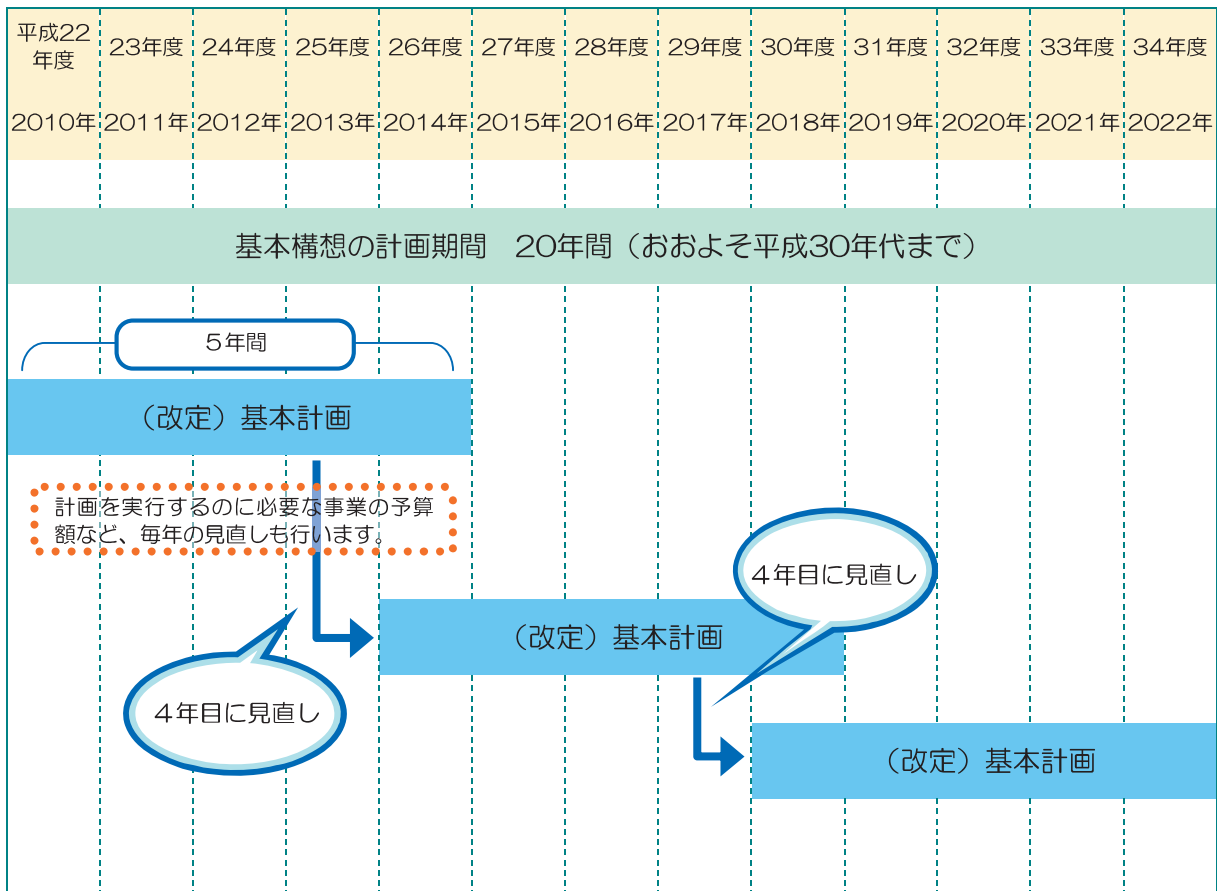 平成22
年度
23年度
24年度
25年度
26年度
27年度
28年度
29年度
30年度
31年度
32年度
33年度
34年度
2010年
2011年
2012年
2013年
2014年
2015年
2016年
2017年
2018年
2019年
2020年
2021年
2022年
基本構想の計画期間　20年間（おおよそ平成30年代まで）
５年間
（改定）基本計画
計画を実行するのに必要な事業の予算
額など、毎年の見直しも行います。
４年目に見直し
（改定）基本計画
４年目に見直し
（改定）基本計画